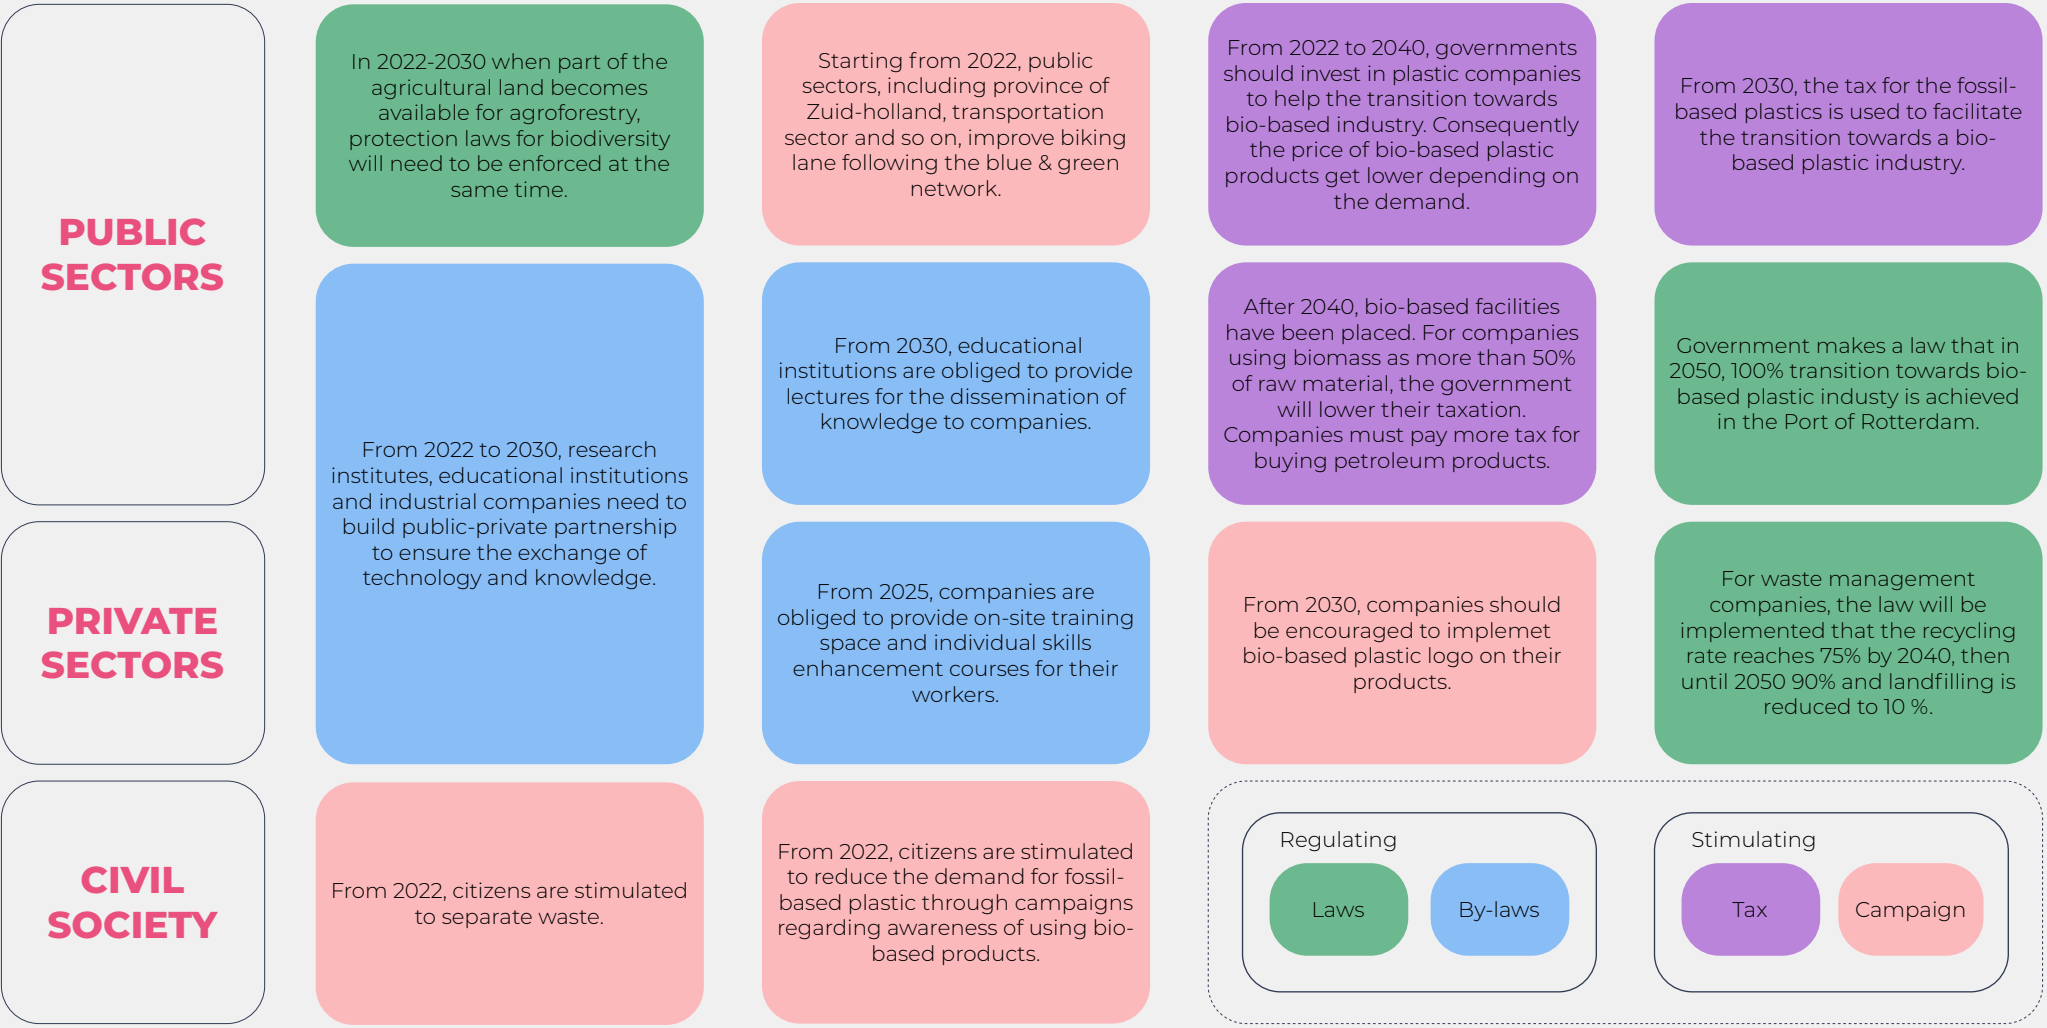 PUBLIC
SECTORS
In 2022-2030 when part of the
agricultural land becomes
available for agroforestry,
protection laws for biodiversity
will need to be enforced at the
same time.
Starting from 2022, public
sectors, including province of
Zuid-holland, transportation
sector and so on, improve biking
lane following the blue & green
network.
From 2022 to 2040, governments
should invest in plastic companies
to help the transition towards
bio-based industry. Consequently
the price of bio-based plastic
products get lower depending on
the demand.
From 2030, the tax for the fossil-
based plastics is used to facilitate
the transition towards a bio-
based plastic industry.
From 2022 to 2030, research
institutes, educational institutions
and industrial companies need to
build public-private partnership
to ensure the exchange of
technology and knowledge.
From 2030, educational
institutions are obliged to provide
lectures for the dissemination of
knowledge to companies.
After 2040, bio-based facilities
have been placed. For companies
using biomass as more than 50%
of raw material, the government
will lower their taxation.
Companies must pay more tax for
buying petroleum products.
Government makes a law that in
2050, 100% transition towards bio-
based plastic industy is achieved
in the Port of Rotterdam.
PRIVATE
SECTORS
From 2025, companies are
obliged to provide on-site training
space and individual skills
enhancement courses for their
workers.
From 2030, companies should
be encouraged to implemet
bio-based plastic logo on their
products.
For waste management
companies, the law will be
implemented that the recycling
rate reaches 75% by 2040, then
until 2050 90% and landfilling is
reduced to 10 %.
CIVIL
SOCIETY
From 2022, citizens are stimulated
to separate waste.
From 2022, citizens are stimulated
to reduce the demand for fossil-
based plastic through campaigns
regarding awareness of using bio-
based products.
Regulating
Laws
By-laws
Stimulating
Tax
Campaign